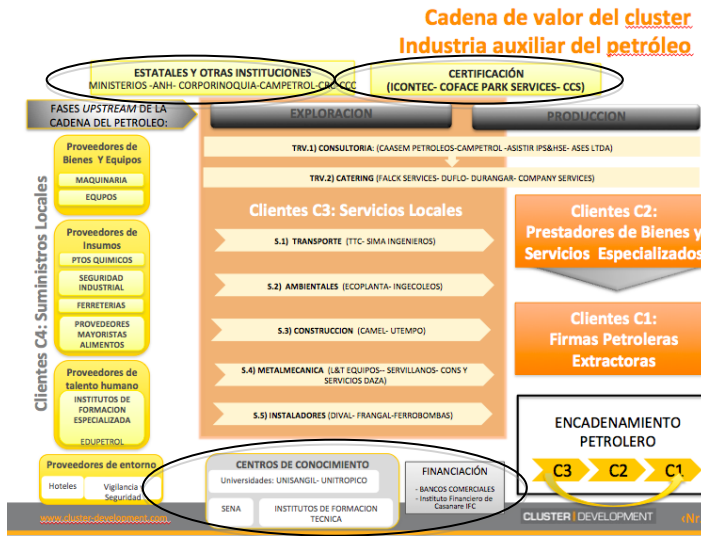 Cadena de valor del cluster
Industria auxiliar del petróleo
ESTATALES Y OTRAS INSTITUCIONES
MINISTERIOS -ANH- CORPORINOQUIA-CAMPETROL-CRC-CCC
CERTIFICACIÓN
(ICONTEC- COFACE PARK SERVICES- CCS)
FASES UPSTREAM DE LA
CADENA DEL PETROLEO:
EXPLORACION
PRODUCCION
Clientes C4: Suministros Locales
Proveedores de
Bienes Y Equipos
MAQUINARIA
EQUPOS
Proveedores de
Insumos
PTOS QUIMICOS
SEGURIDAD
INDUSTRIAL
FERRETERIAS
PROVEDEORES
MAYORISTAS
ALIMENTOS
Proveedores de
talento humano
INSTITUTOS DE
FORMACION
ESPECIALIZADA
EDUPETROL
Proveedores de entorno
Hoteles
Vigilancia y
Seguridad
TRV.1) CONSULTORIA: (CAASEM PETROLEOS-CAMPETROL -ASISTIR IPS&HSE- ASES LTDA)
TRV.2) CATERING (FALCK SERVICES- DUFLO- DURANGAR- COMPANY SERVICES)
Clientes C3: Servicios Locales
S.1) TRANSPORTE (TTC- SIMA INGENIEROS)
S.2) AMBIENTALES (ECOPLANTA- INGECOLEOS)
S.3) CONSTRUCCION (CAMEL- UTEMPO)
S.4) METALMECANICA (L&T EQUIPOS-- SERVILLANOS- CONS Y
SERVICIOS DAZA)
S.5) INSTALADORES (DIVAL- FRANGAL-FERROBOMBAS)
Clientes C2:
Prestadores de Bienes y
Servicios Especializados
Clientes C1:
Firmas Petroleras
Extractoras
ENCADENAMIENTO
PETROLERO
C3
C2
C1
CENTROS DE CONOCIMIENTO
Universidades: UNISANGIL- UNITROPICO
SENA
INSTITUTOS DE FORMACION
TECNICA
FINANCIACIÓN
- BANCOS COMERCIALES
- Instituto Financiero de
Casanare IFC
www.cluster-development.com
CLUSTER DEVELOPMENT
‹Nr